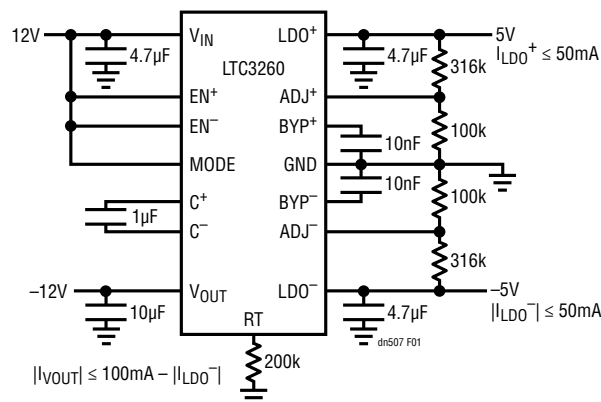 12V
4.7µF
V_IN
LTC3260
LDO⁺
4.7µF
5V
I_LDO⁺ ≤ 50mA
316k
EN⁺
ADJ⁺
EN⁻
BYP⁺
10nF
100k
MODE
GND
10nF
C⁺
BYP⁻
100k
1µF
C⁻
ADJ⁻
316k
–12V
V_OUT
LDO⁻
–5V
10µF
RT
4.7µF
|I_LDO⁻| ≤ 50mA
dn507 F01
200k
|I_VOUT| ≤ 100mA – |I_LDO⁻|